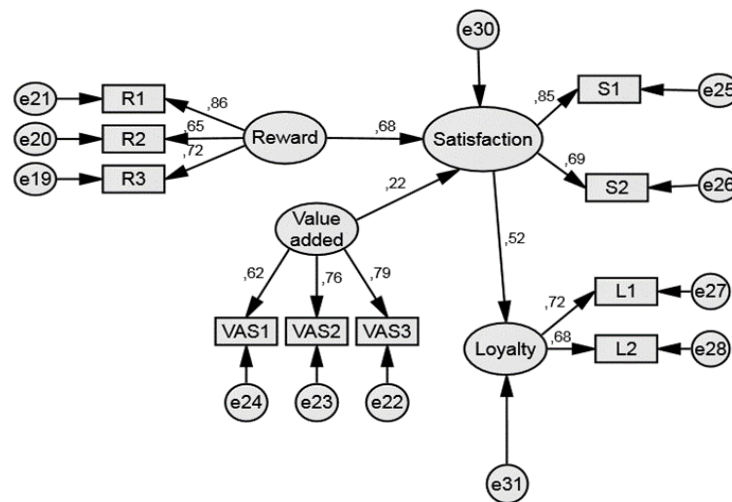 e30
e21
R1
,86
S1
e25
,85
e20
R2
,65
Reward
,68
Satisfaction
,72
,69
e19
R3
S2
e26
,22
Value
added
,52
,62
,76
,79
L1
e27
,72
VAS1
VAS2
VAS3
Loyalty
,68
L2
e28
e24
e23
e22
e31